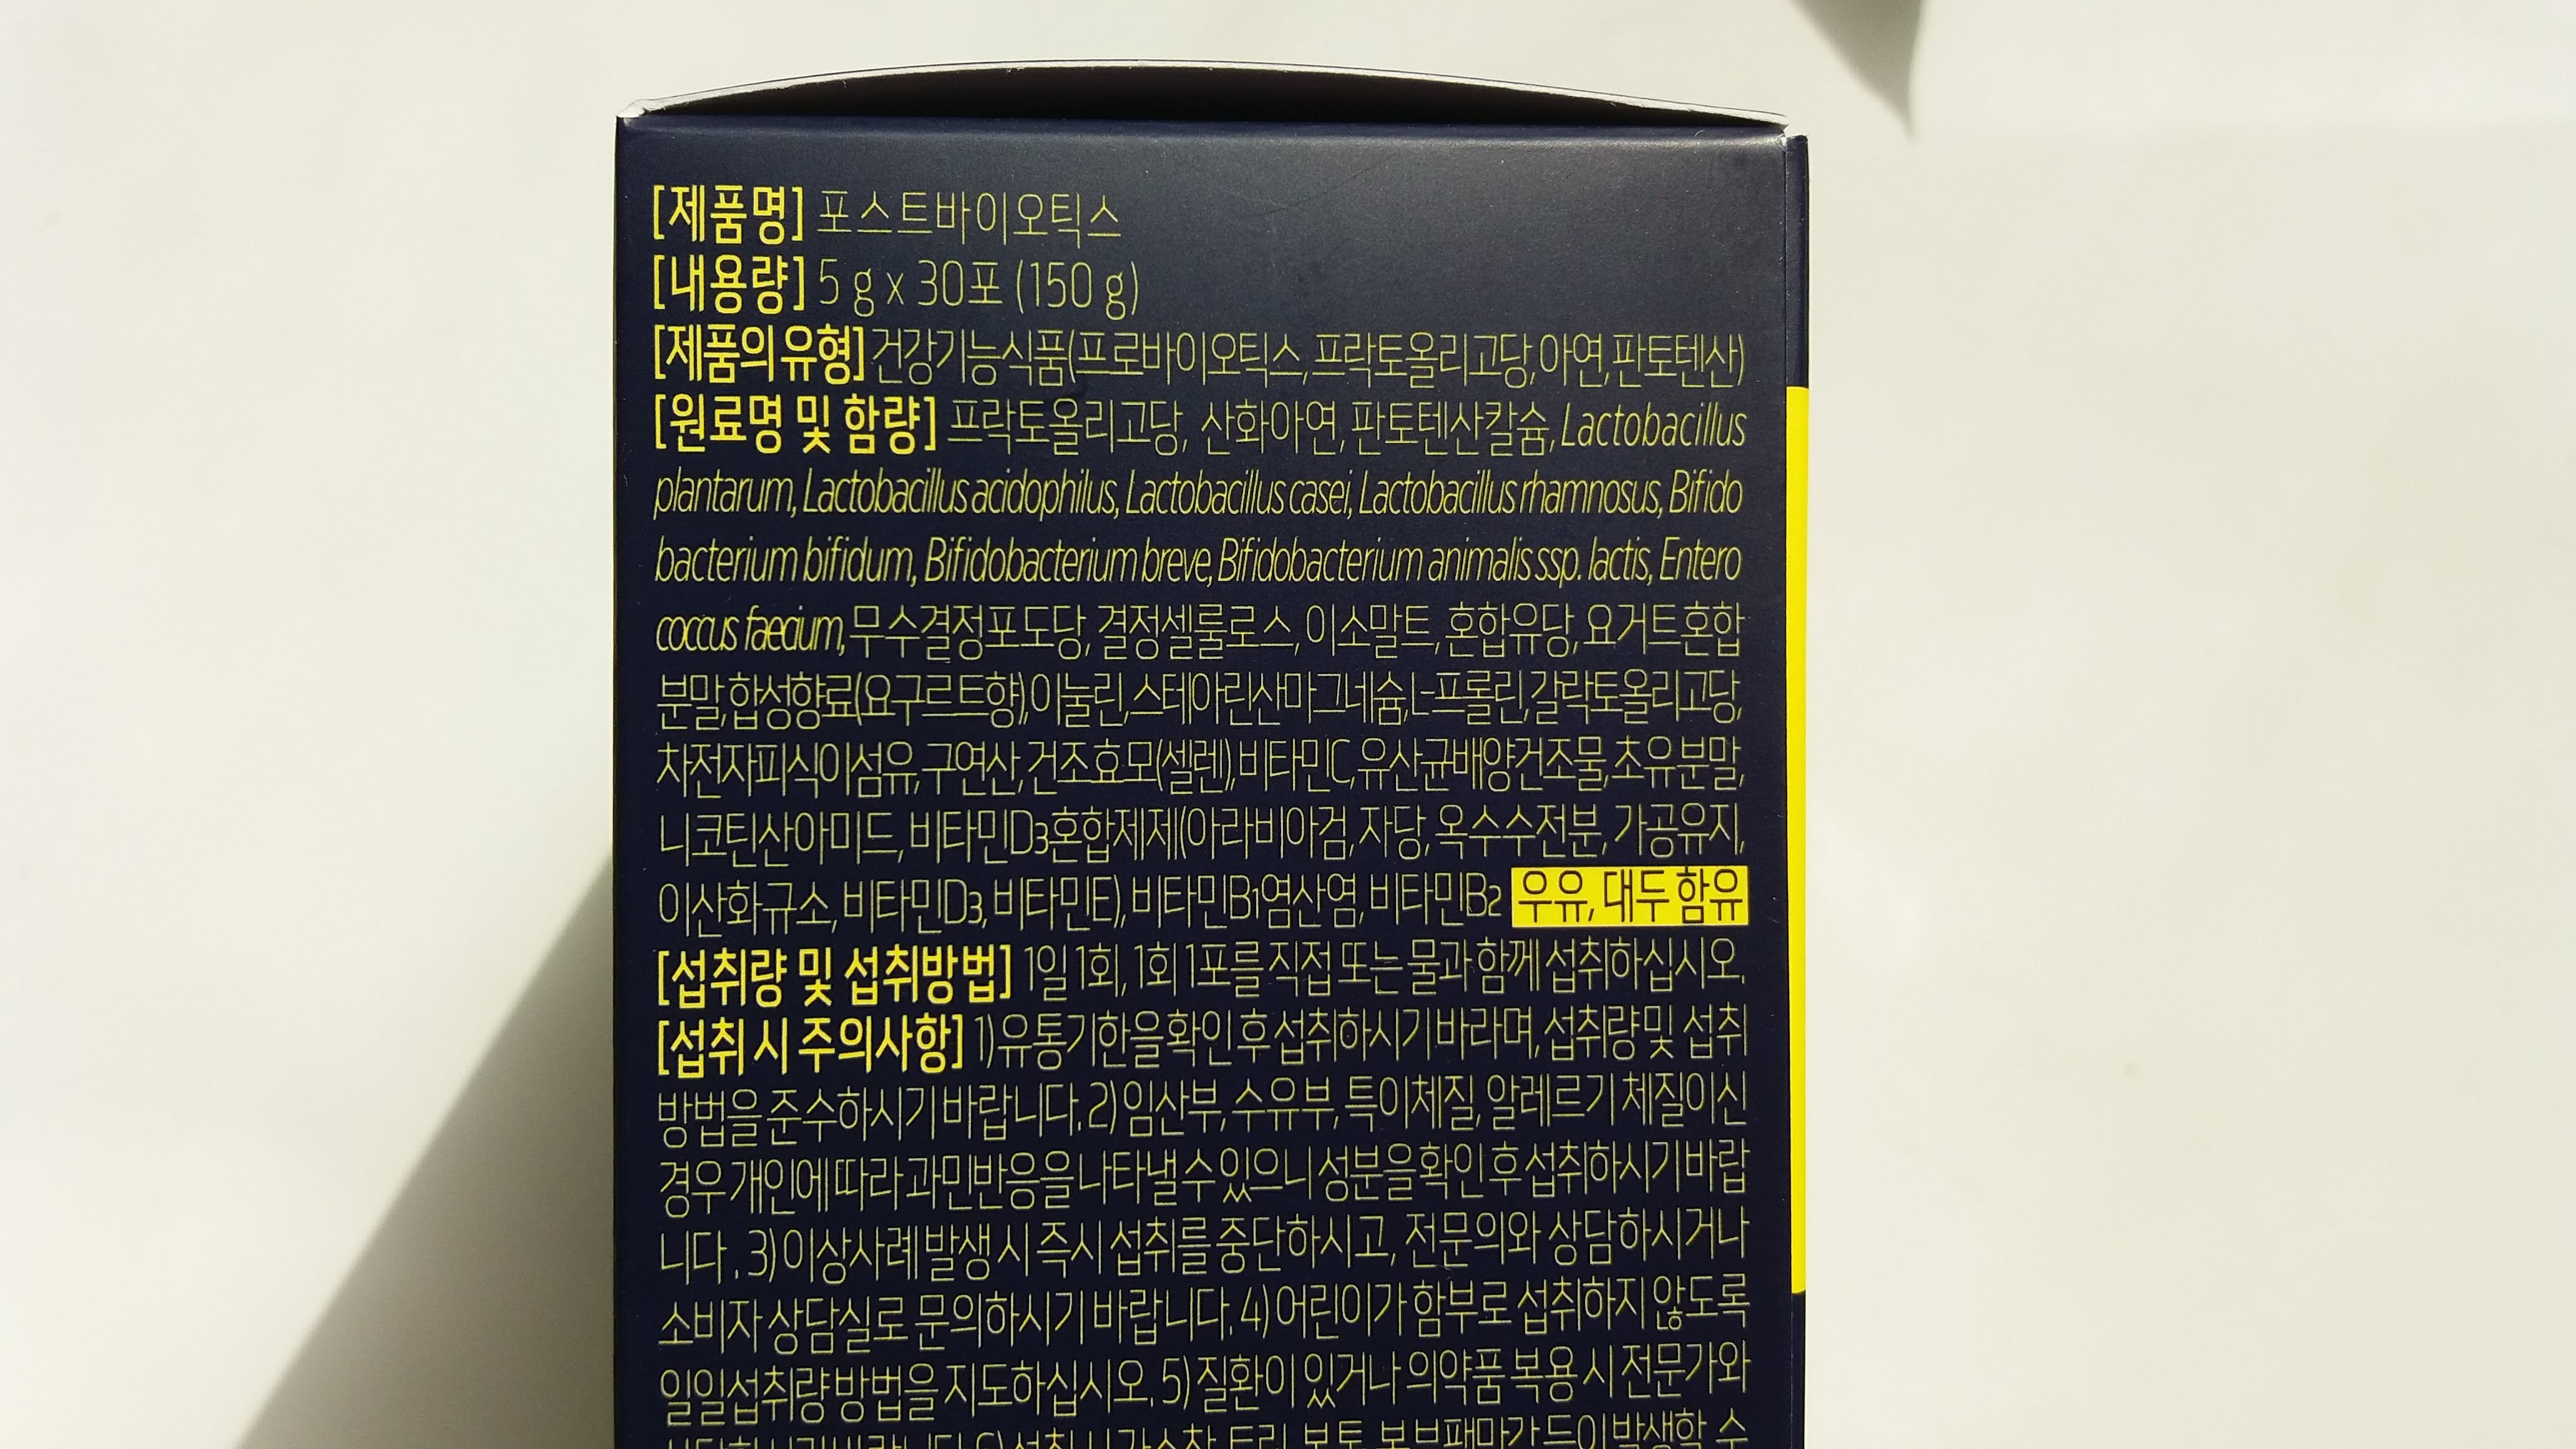 [제품명] 포스트바이오틱스
[내용량] 5 g x 30포 (150 g)
[제품의 유형] 건강기능식품(프로바이오틱스, 프락토올리고당, 아연, 판토텐산)
[원료명 및 함량] 프락토올리고당, 산화아연, 판토텐산칼슘, Lactobacillus
plantarum, Lactobacillus acidophilus, Lactobacillus casei, Lactobacillus rhamnosus, Bifido
bacterium bifidum, Bifidobacterium breve, Bifidobacterium animalis ssp. lactis, Entero
coccus faecium, 무수결정포도당, 결정셀룰로스, 이소말트, 혼합유당, 요거트혼합
분말, 합성향료(요구르트향), 이눌린, 스테아린산마그네슘, L-프롤린, 갈락토올리고당,
차전자피식이섬유, 구연산, 건조효모(셀렌), 비타민C, 유산균배양건조물, 초유분말,
니코틴산아미드, 비타민D3혼합제제(아라비아검, 자당, 옥수수전분, 가공유지,
이산화규소, 비타민D3, 비타민E), 비타민B1염산염, 비타민B2 우유, 대두 함유
[섭취량 및 섭취방법] 1일 1회, 1회 1포를 직접 또는 물과 함께 섭취하십시오.
[섭취 시 주의사항] 1) 유통기한을 확인 후 섭취하시기 바라며, 섭취량 및 섭취
방법을 준수하시기 바랍니다. 2) 임산부, 수유부, 특이체질, 알레르기 체질이신
경우 개인에 따라 과민반응을 나타낼 수 있으니 성분을 확인 후 섭취하시기 바랍
니다. 3) 이상사례 발생 시 즉시 섭취를 중단하시고, 전문의와 상담하시거나
소비자 상담실로 문의하시기 바랍니다. 4) 어린이가 함부로 섭취하지 않도록
일일섭취량 방법을 지도하십시오. 5) 질환이 있거나 의약품 복용 시 전문가와